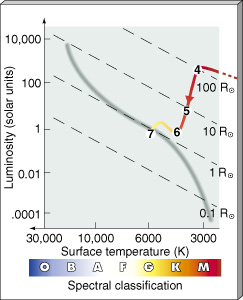 10,000
4
100
100 R⊙
5
Luminosity (solar units)
10 R⊙
1
7
6
1 R⊙
0.01
0.1 R⊙
.0001
30,000 10,000 6000 3000
Surface temperature (K)
O B A F G K M
Spectral classification